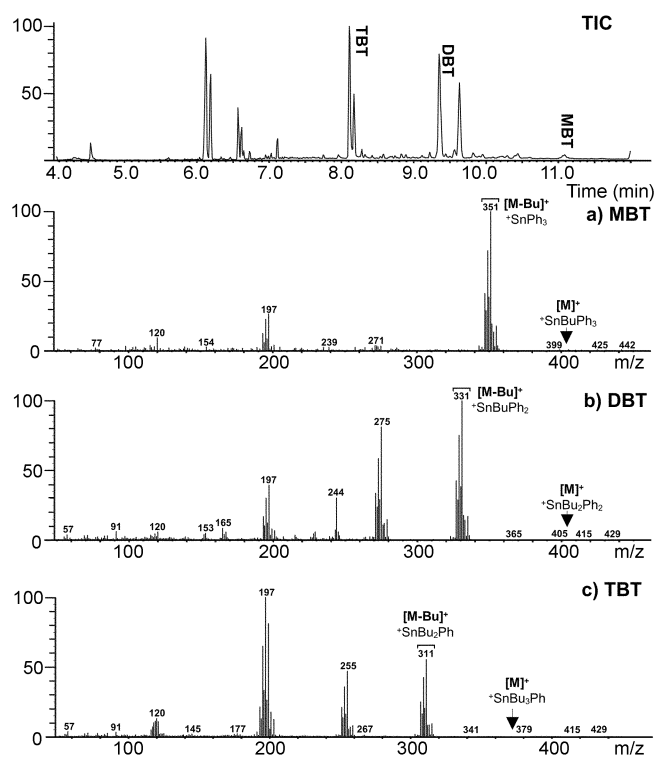 TIC
100
50
TBT
DBT
MBT
4.0 5.0 6.0 7.0 8.0 9.0 10.0 11.0
Time (min)
a) MBT
100
50
0
[M-Bu]⁺
351
⁺SnPh₃
[M]⁺
⁺SnBuPh₃
77 120 154 197 239 271 399 425 442
100 200 300 400 m/z
b) DBT
100
50
0
[M-Bu]⁺
331
⁺SnBuPh₂
[M]⁺
⁺SnBu₂Ph₂
57 91 120 153 165 197 244 275 365 405 415 429
100 200 300 400 m/z
c) TBT
100
50
0
[M-Bu]⁺
⁺SnBu₂Ph
311
[M]⁺
⁺SnBu₃Ph
57 91 120 145 177 197 255 267 341 379 415 429
100 200 300 400 m/z